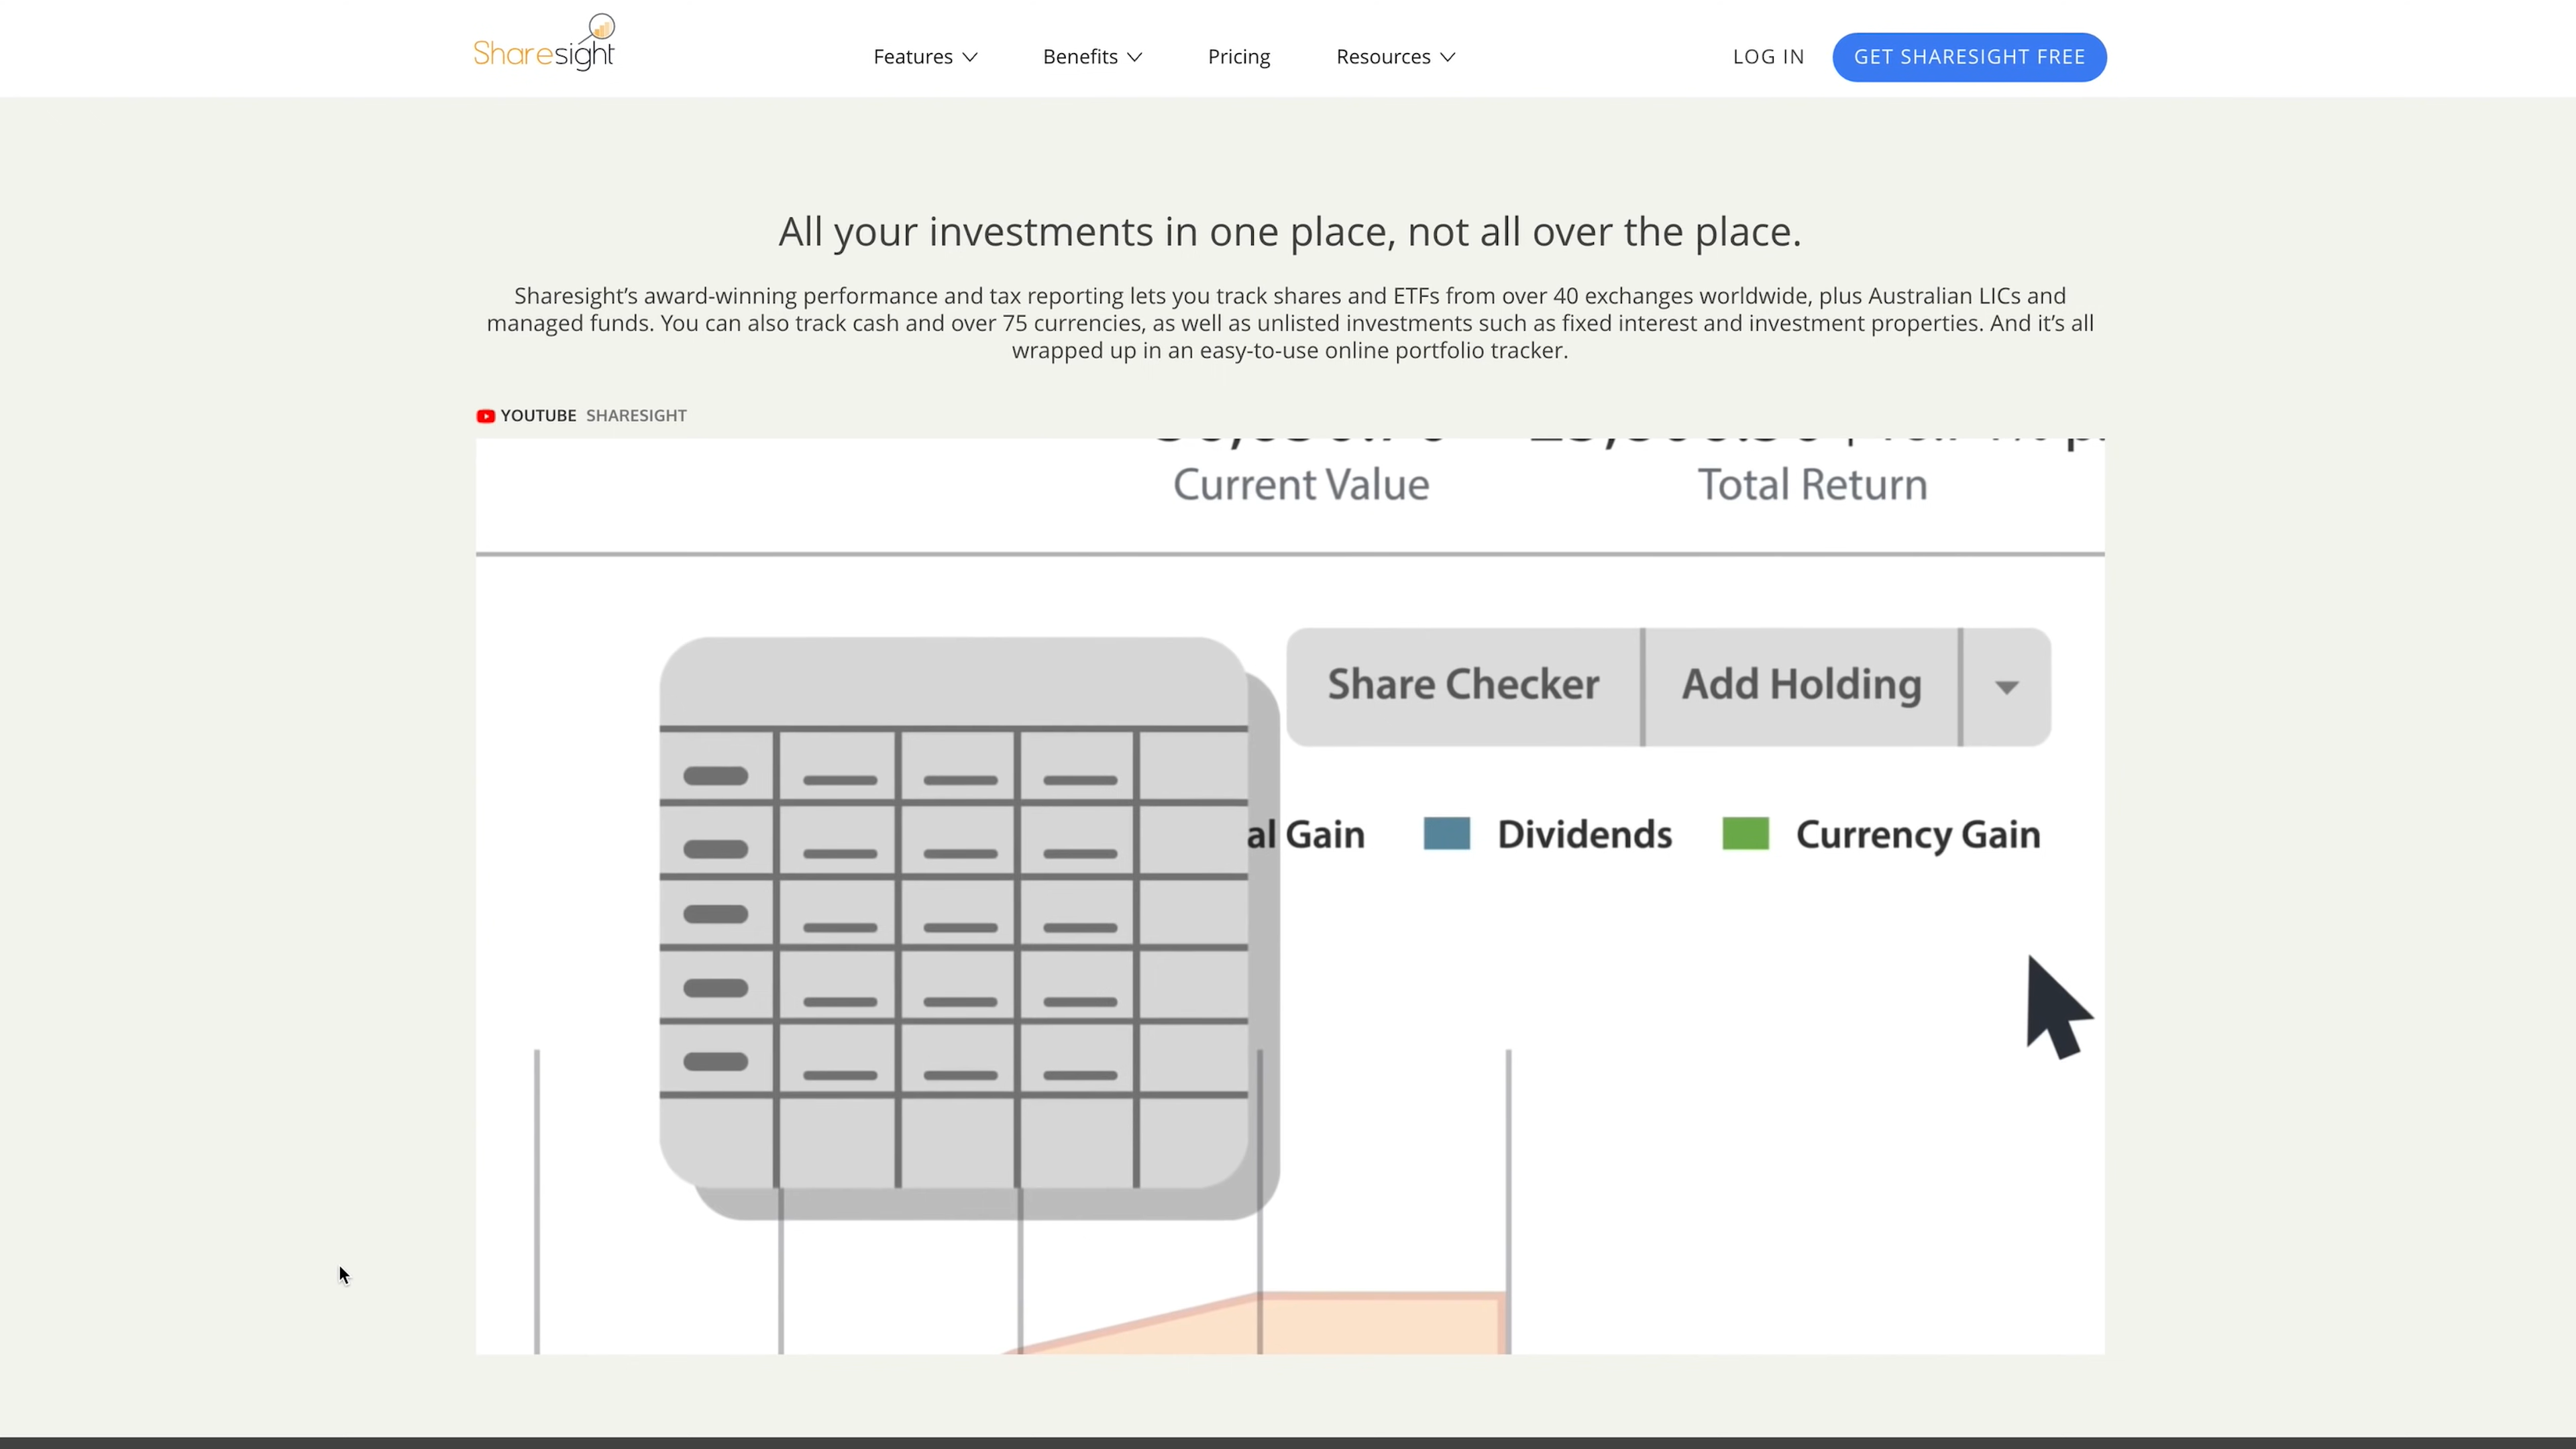 Sharesight
Features
Benefits
Pricing
Resources
LOG IN
GET SHARESIGHT FREE
All your investments in one place, not all over the place.
Sharesight’s award-winning performance and tax reporting lets you track shares and ETFs from over 40 exchanges worldwide, plus Australian LICs and
managed funds. You can also track cash and over 75 currencies, as well as unlisted investments such as fixed interest and investment properties. And it’s all
wrapped up in an easy-to-use online portfolio tracker.
YOUTUBE SHARESIGHT
Current Value
Total Return
Share Checker
Add Holding
al Gain
Dividends
Currency Gain